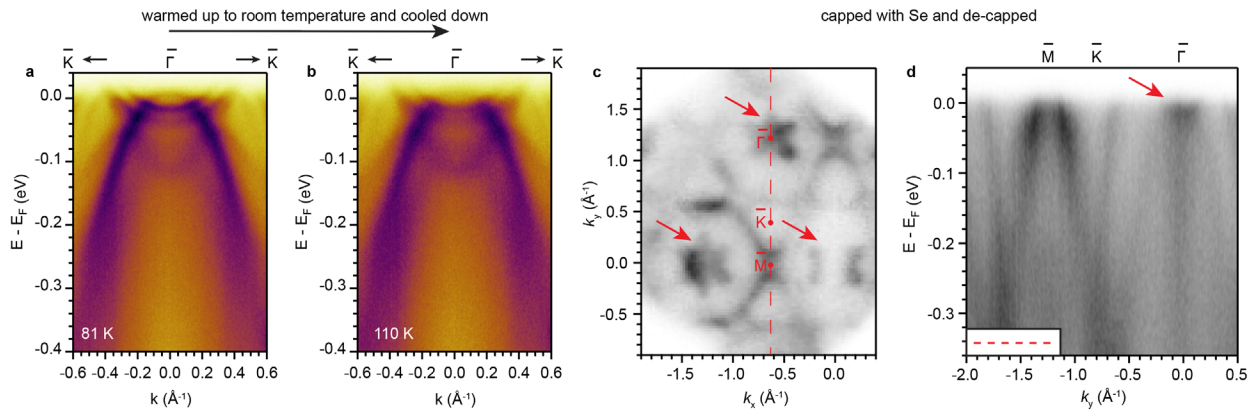 warmed up to room temperature and cooled down
capped with Se and de-capped
K̅ Γ̅ K̅ K̅ Γ̅ K̅
M̅ K̅ Γ̅
a
b
c
d
0.0
-0.1
-0.2
-0.3
-0.4
E - E_F (eV)
81 K
-0.6 -0.4 -0.2 0.0 0.2 0.4 0.6
k (Å⁻¹)
0.0
-0.1
-0.2
-0.3
-0.4
E - E_F (eV)
110 K
-0.6 -0.4 -0.2 0.0 0.2 0.4 0.6
k (Å⁻¹)
1.5
1.0
0.5
0.0
-0.5
k_y (Å⁻¹)
Γ̅
K̅
M̅
-1.5 -1.0 -0.5 0.0
k_x (Å⁻¹)
0.0
-0.1
-0.2
-0.3
E - E_F (eV)
-2.0 -1.5 -1.0 -0.5 0.0 0.5
k_y (Å⁻¹)